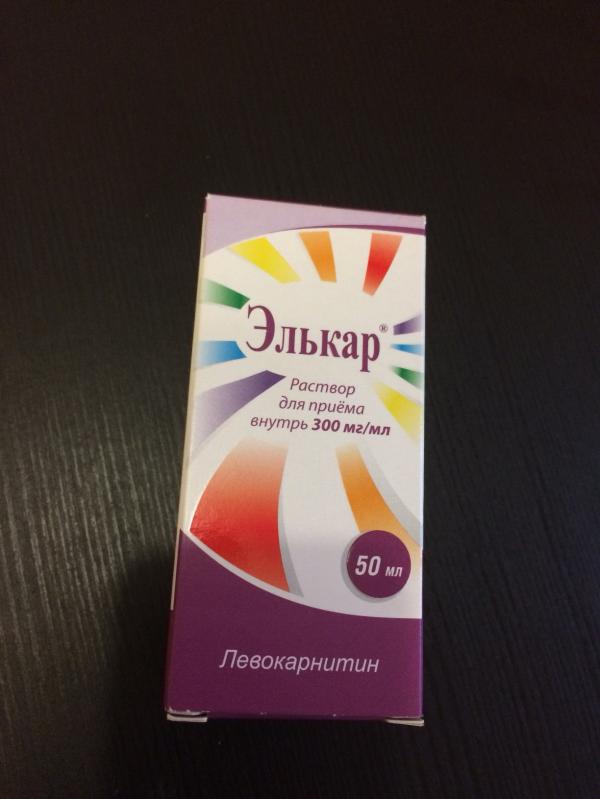 Элькар®
Раствор
для приёма
внутрь 300 мг/мл
50 мл
Левокарнитин